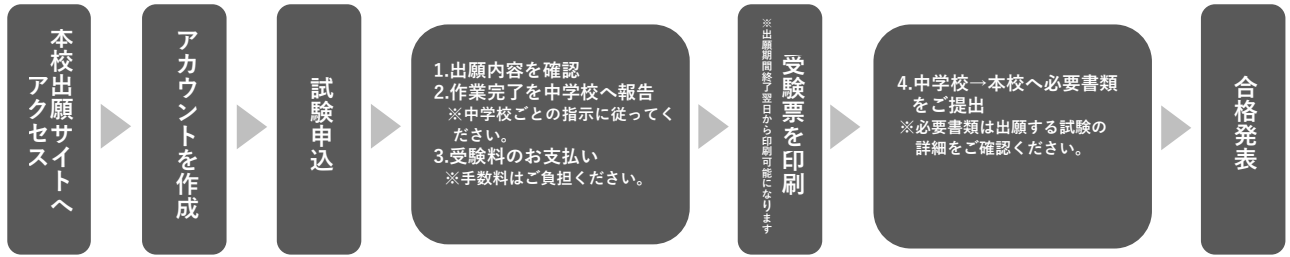 本校出願サイトへ
アクセス
アカウントを作成
試験申込
1.出願内容を確認
2.作業完了を中学校へ報告
※中学校ごとの指示に従ってく
ださい。
3.受験料のお支払い
※手数料はご負担ください。
受験票を印刷
※出願期間終了翌日から印刷可能になります
4.中学校→本校へ必要書類
をご提出
※必要書類は出願する試験の
詳細をご確認ください。
合格発表